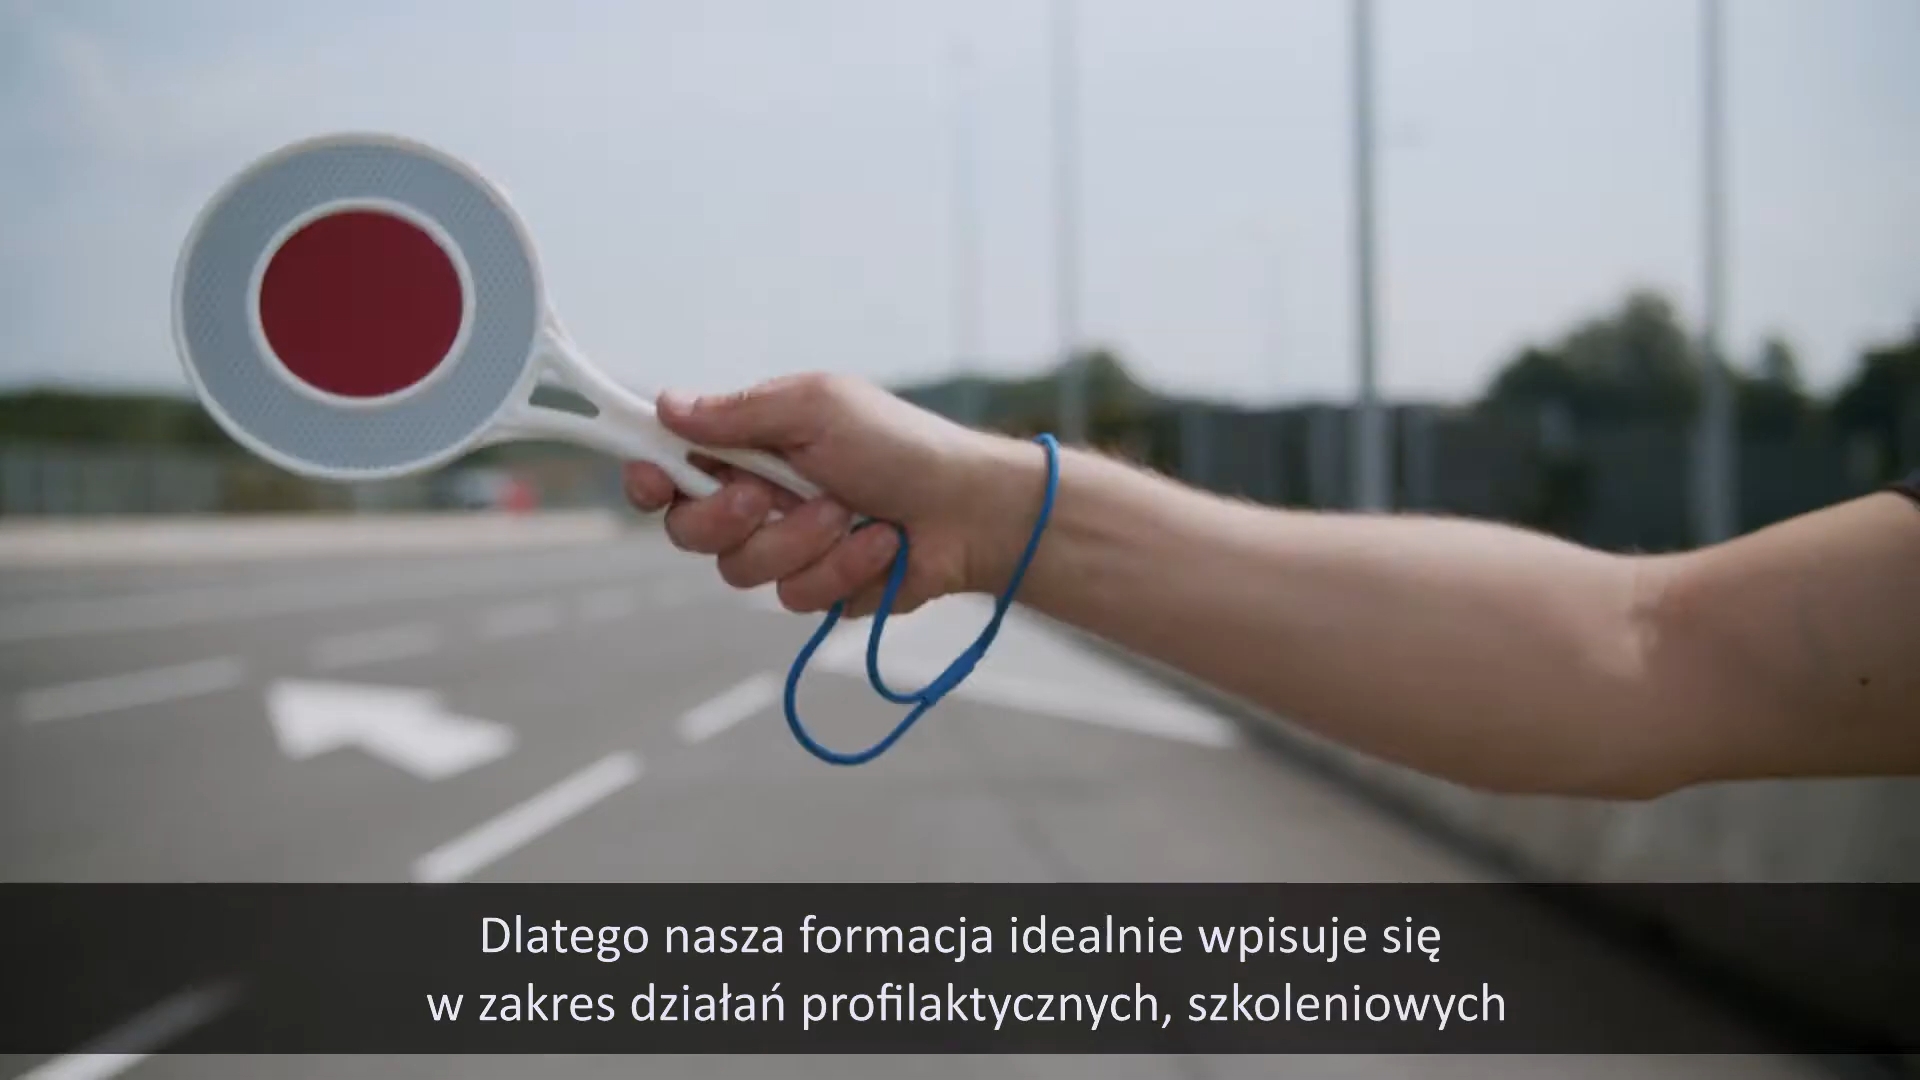 Dlatego nasza formacja idealnie wpisuje się
w zakres działań profilaktycznych, szkoleniowych